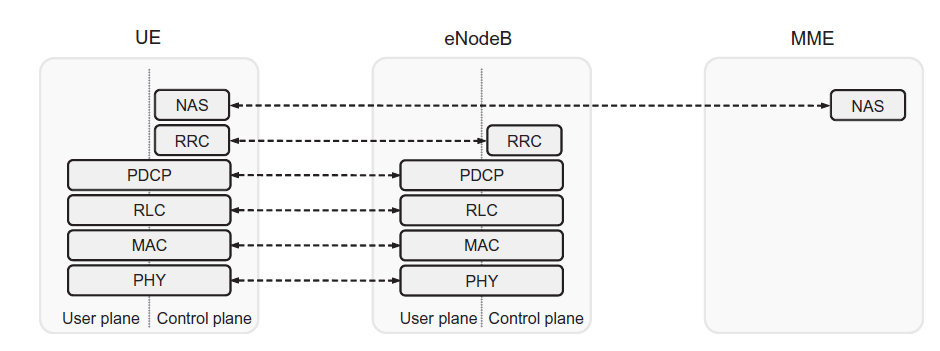 UE eNodeB MME
NAS NAS
RRC RRC
PDCP PDCP
RLC RLC
MAC MAC
PHY PHY
User plane Control plane User plane Control plane